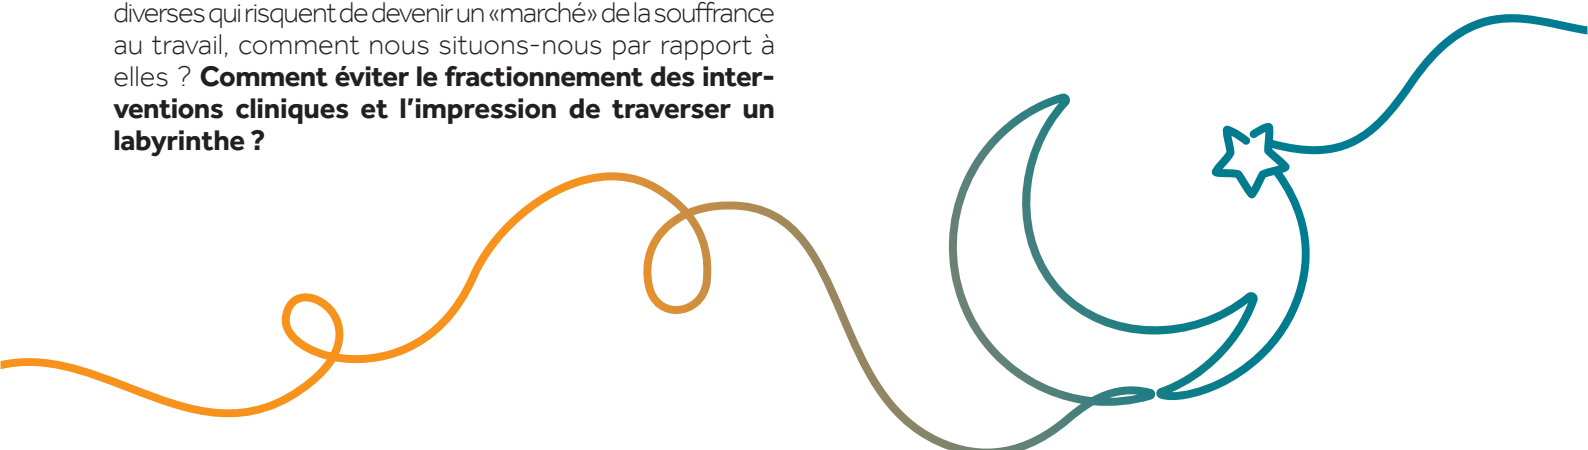 diverses qui risquent de devenir un «marché» de la souffrance
au travail, comment nous situons-nous par rapport à
elles ? Comment éviter le fractionnement des inter-
ventions cliniques et l'impression de traverser un
labyrinthe ?